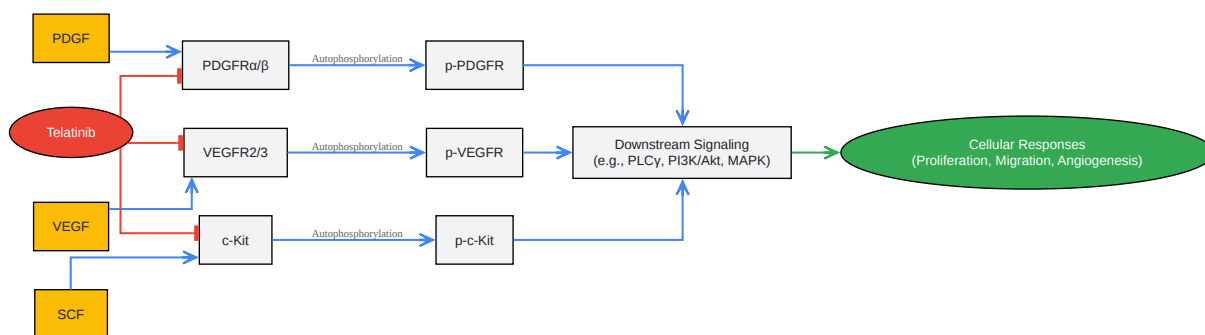 PDGF
PDGFRα/β
Autophosphorylation
p-PDGFR
Telatinib
VEGFR2/3
Autophosphorylation
p-VEGFR
Downstream Signaling
(e.g., PLCγ, PI3K/Akt, MAPK)
Cellular Responses
(Proliferation, Migration, Angiogenesis)
VEGF
c-Kit
Autophosphorylation
p-c-Kit
SCF